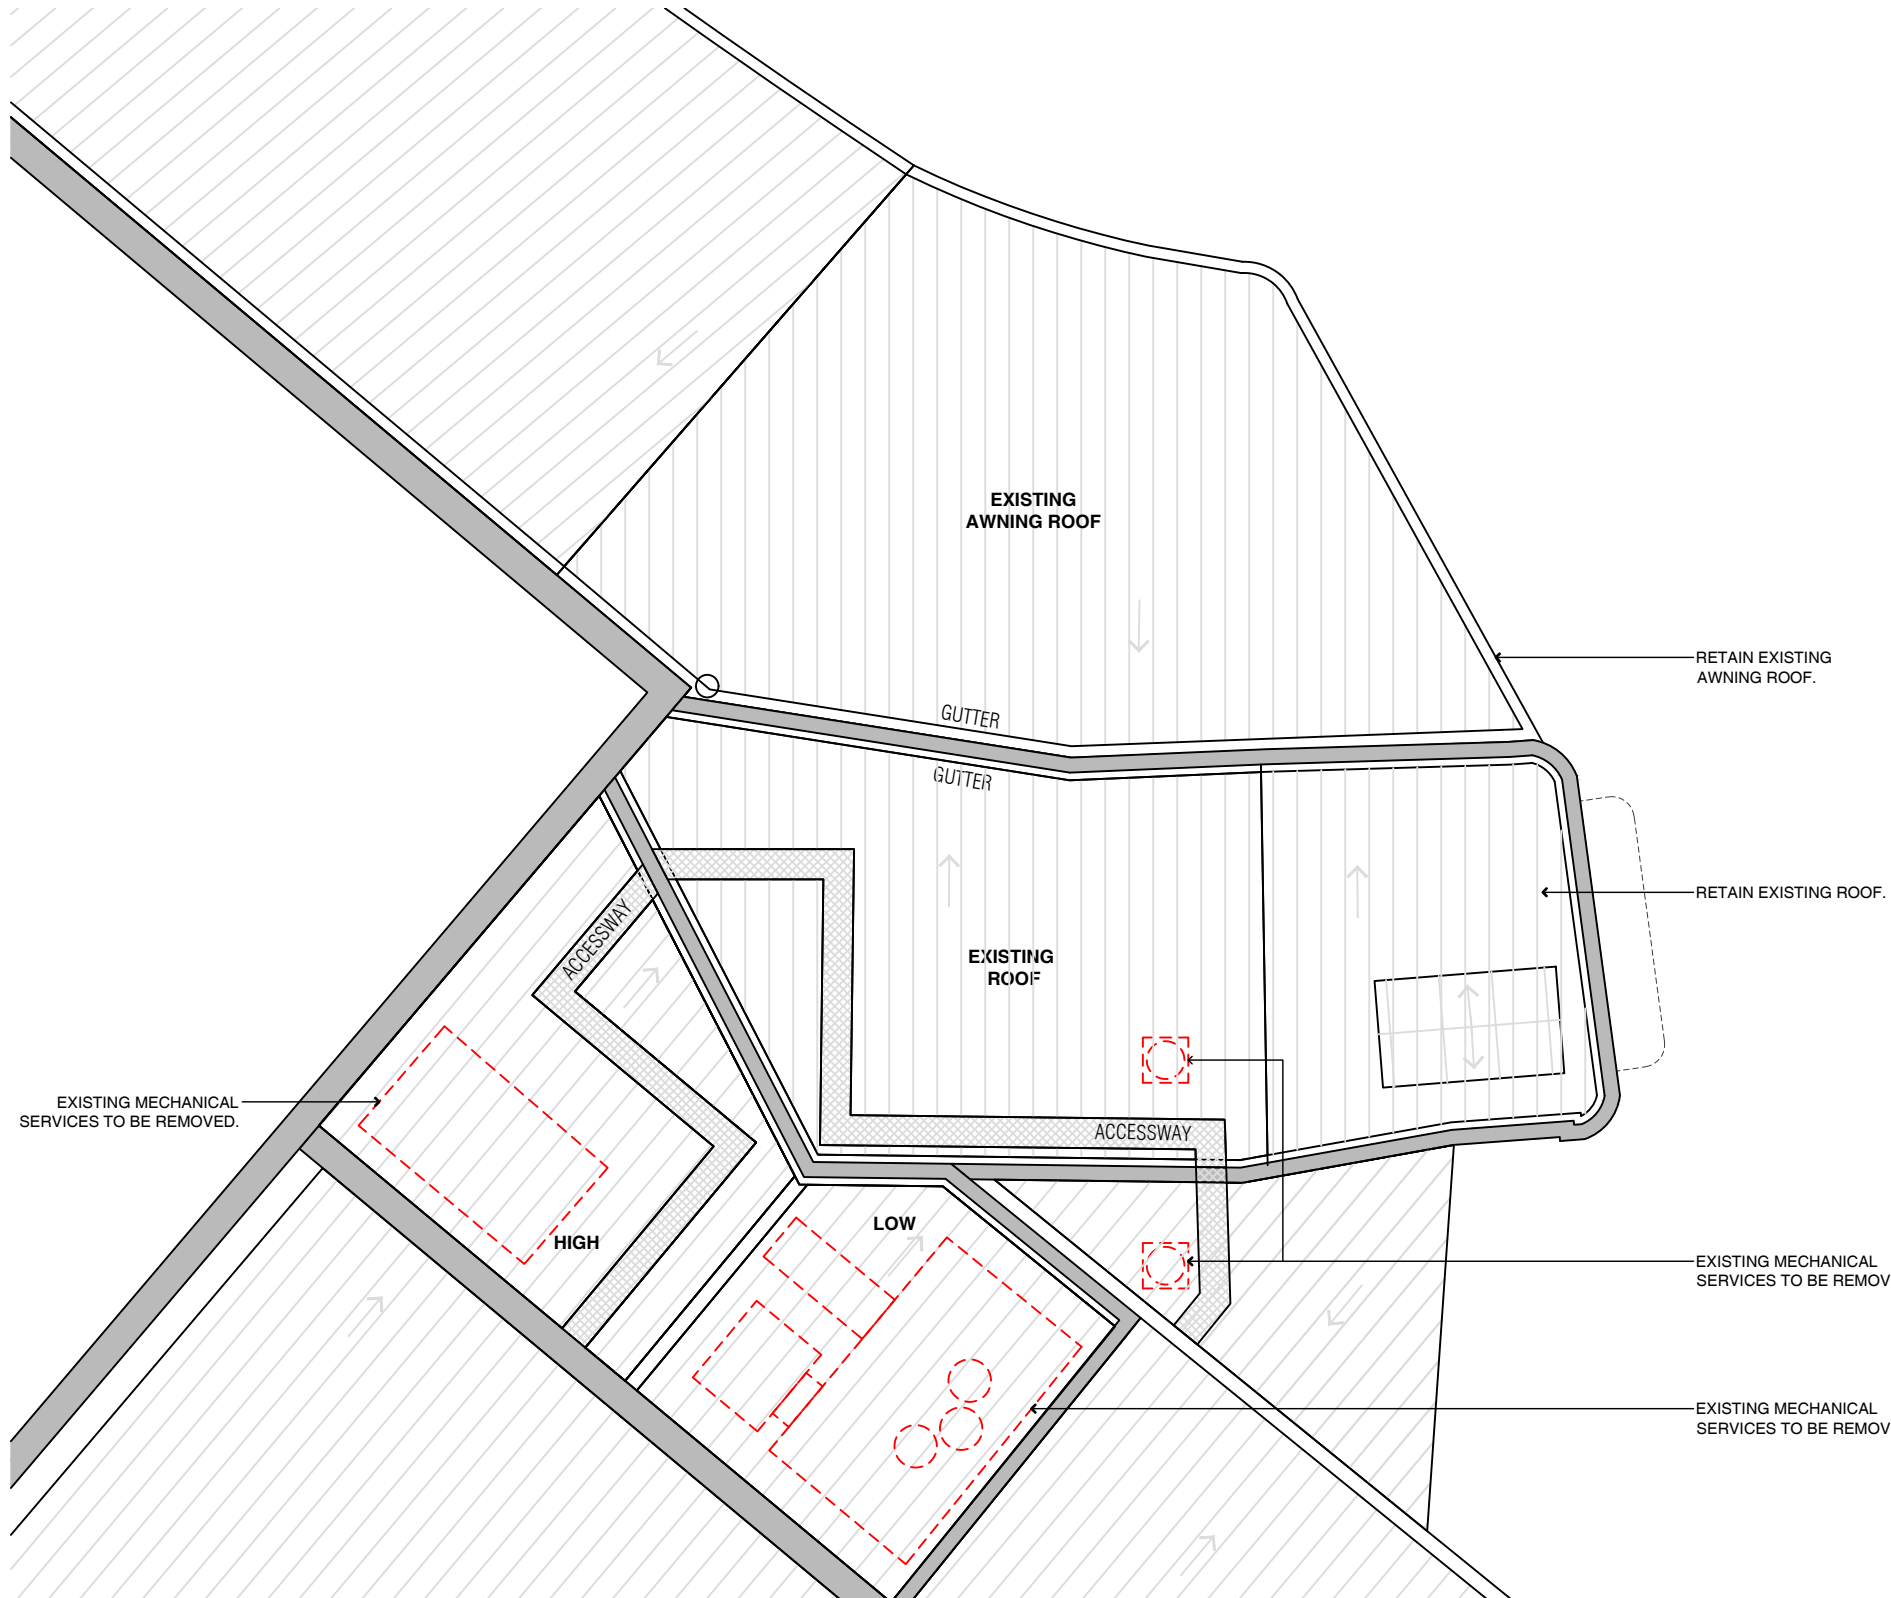 EXISTING
AWNING ROOF
RETAIN EXISTING
AWNING ROOF.
GUTTER
GUTTER
RETAIN EXISTING ROOF.
ACCESSWAY
EXISTING
ROOF
EXISTING MECHANICAL
SERVICES TO BE REMOVED.
ACCESSWAY
HIGH
LOW
EXISTING MECHANICAL
SERVICES TO BE REMOV
EXISTING MECHANICAL
SERVICES TO BE REMOV